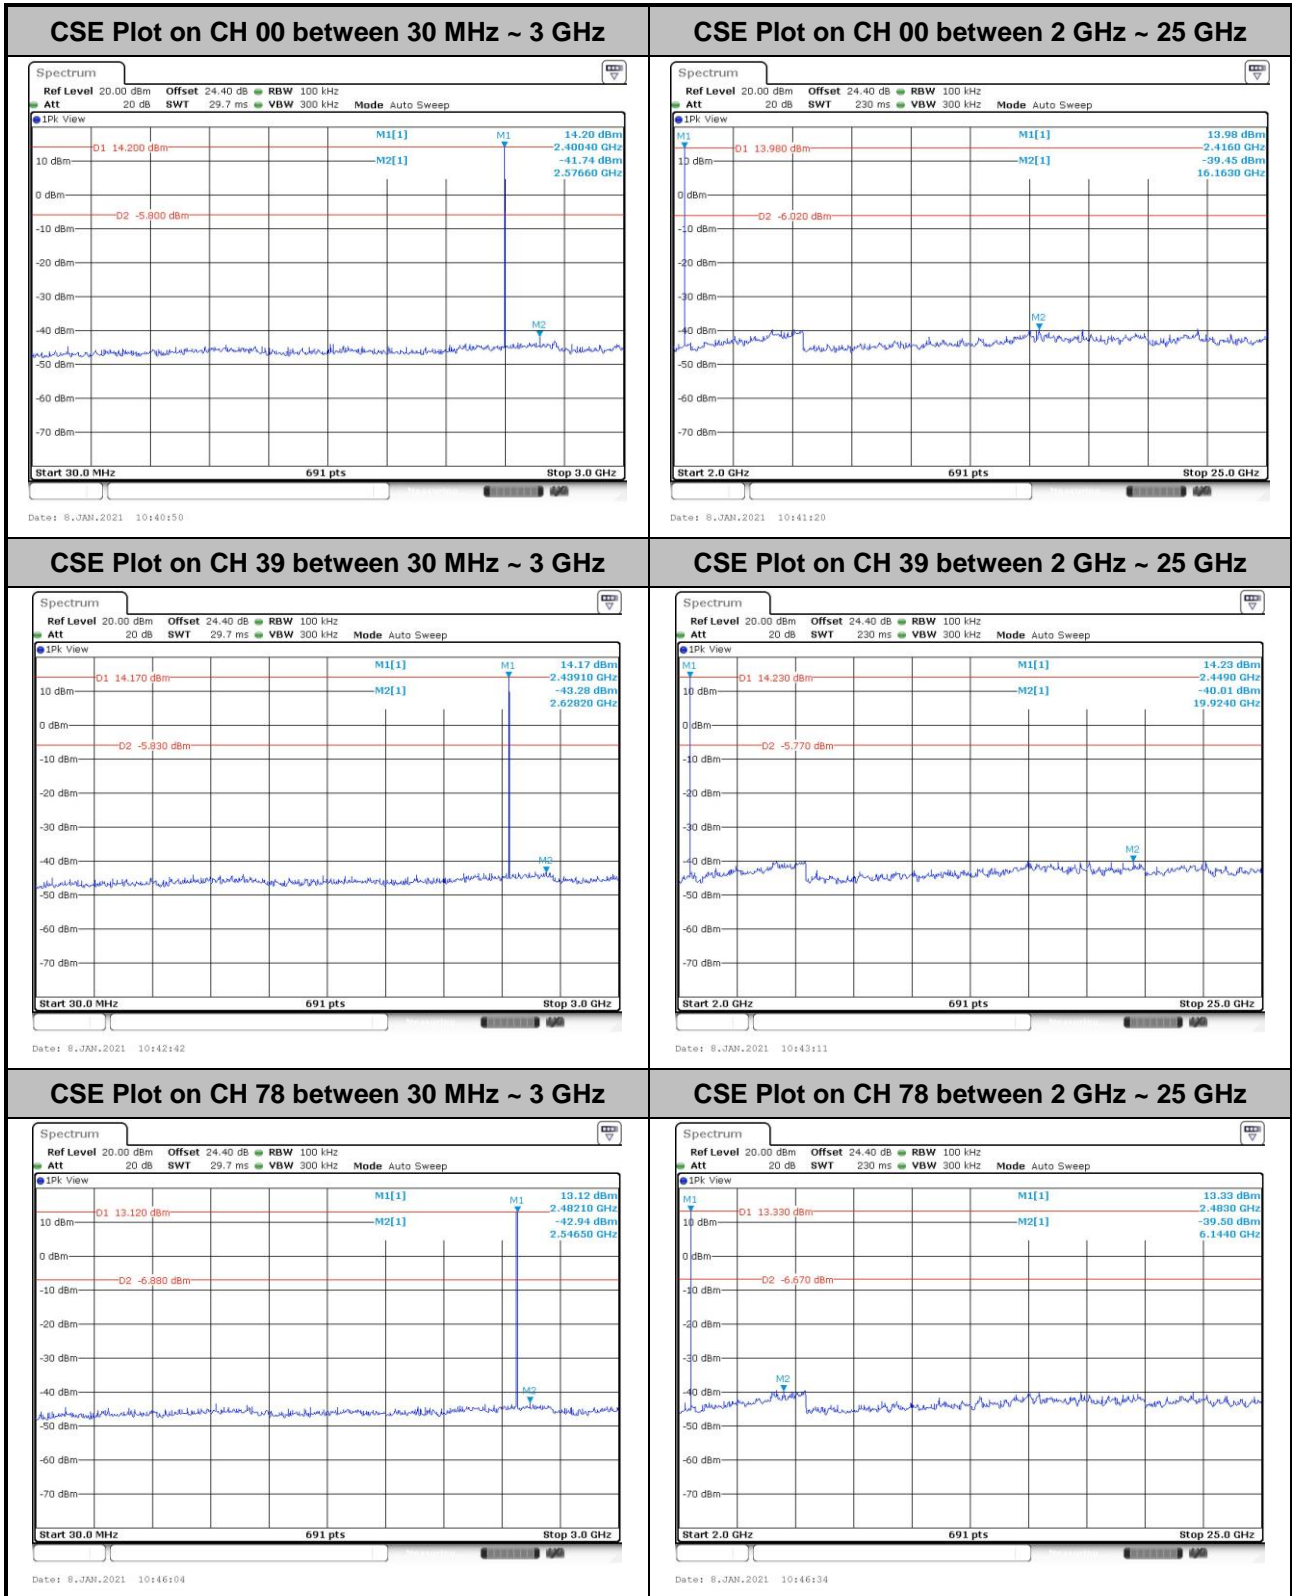 CSE Plot on CH 00 between 30 MHz ~ 3 GHz
CSE Plot on CH 00 between 2 GHz ~ 25 GHz
Spectrum
Ref Level 20.00 dBm Offset 24.40 dB RBW 100 kHz
Att 20 dB SWT 29.7 ms VBW 300 kHz Mode Auto Sweep
1Pk View
M1[1] M1 14.20 dBm
D1 14.200 dBm 2.40040 GHz
10 dBm M2[1] -41.74 dBm
2.57660 GHz
0 dBm
D2 -5.800 dBm
-10 dBm
-20 dBm
-30 dBm
M2
-40 dBm
-50 dBm
-60 dBm
-70 dBm
Start 30.0 MHz 691 pts Stop 3.0 GHz
Date: 8.JAN.2021 10:40:50
Spectrum
Ref Level 20.00 dBm Offset 24.40 dB RBW 100 kHz
Att 20 dB SWT 230 ms VBW 300 kHz Mode Auto Sweep
1Pk View
M1 M1[1] 13.98 dBm
D1 13.980 dBm 2.4160 GHz
10 dBm M2[1] -39.45 dBm
16.1630 GHz
0 dBm
D2 -6.020 dBm
-10 dBm
-20 dBm
-30 dBm
M2
-40 dBm
-50 dBm
-60 dBm
-70 dBm
Start 2.0 GHz 691 pts Stop 25.0 GHz
Date: 8.JAN.2021 10:41:20
CSE Plot on CH 39 between 30 MHz ~ 3 GHz
CSE Plot on CH 39 between 2 GHz ~ 25 GHz
Spectrum
Ref Level 20.00 dBm Offset 24.40 dB RBW 100 kHz
Att 20 dB SWT 29.7 ms VBW 300 kHz Mode Auto Sweep
1Pk View
M1[1] M1 14.17 dBm
D1 14.170 dBm 2.43910 GHz
10 dBm M2[1] -43.28 dBm
2.62820 GHz
0 dBm
D2 -5.830 dBm
-10 dBm
-20 dBm
-30 dBm
-40 dBm M2
-50 dBm
-60 dBm
-70 dBm
Start 30.0 MHz 691 pts Stop 3.0 GHz
Date: 8.JAN.2021 10:42:42
Spectrum
Ref Level 20.00 dBm Offset 24.40 dB RBW 100 kHz
Att 20 dB SWT 230 ms VBW 300 kHz Mode Auto Sweep
1Pk View
M1 M1[1] 14.23 dBm
D1 14.230 dBm 2.4490 GHz
10 dBm M2[1] -40.01 dBm
19.9240 GHz
0 dBm
D2 -5.770 dBm
-10 dBm
-20 dBm
-30 dBm
M2
-40 dBm
-50 dBm
-60 dBm
-70 dBm
Start 2.0 GHz 691 pts Stop 25.0 GHz
Date: 8.JAN.2021 10:43:11
CSE Plot on CH 78 between 30 MHz ~ 3 GHz
CSE Plot on CH 78 between 2 GHz ~ 25 GHz
Spectrum
Ref Level 20.00 dBm Offset 24.40 dB RBW 100 kHz
Att 20 dB SWT 29.7 ms VBW 300 kHz Mode Auto Sweep
1Pk View
M1[1] M1 13.12 dBm
D1 13.120 dBm 2.48210 GHz
10 dBm M2[1] -42.94 dBm
2.54650 GHz
0 dBm
D2 -6.880 dBm
-10 dBm
-20 dBm
-30 dBm
-40 dBm M2
-50 dBm
-60 dBm
-70 dBm
Start 30.0 MHz 691 pts Stop 3.0 GHz
Date: 8.JAN.2021 10:46:04
Spectrum
Ref Level 20.00 dBm Offset 24.40 dB RBW 100 kHz
Att 20 dB SWT 230 ms VBW 300 kHz Mode Auto Sweep
1Pk View
M1 M1[1] 13.33 dBm
D1 13.330 dBm 2.4830 GHz
10 dBm M2[1] -39.50 dBm
6.1440 GHz
0 dBm
D2 -6.670 dBm
-10 dBm
-20 dBm
-30 dBm
M2
-40 dBm
-50 dBm
-60 dBm
-70 dBm
Start 2.0 GHz 691 pts Stop 25.0 GHz
Date: 8.JAN.2021 10:46:34